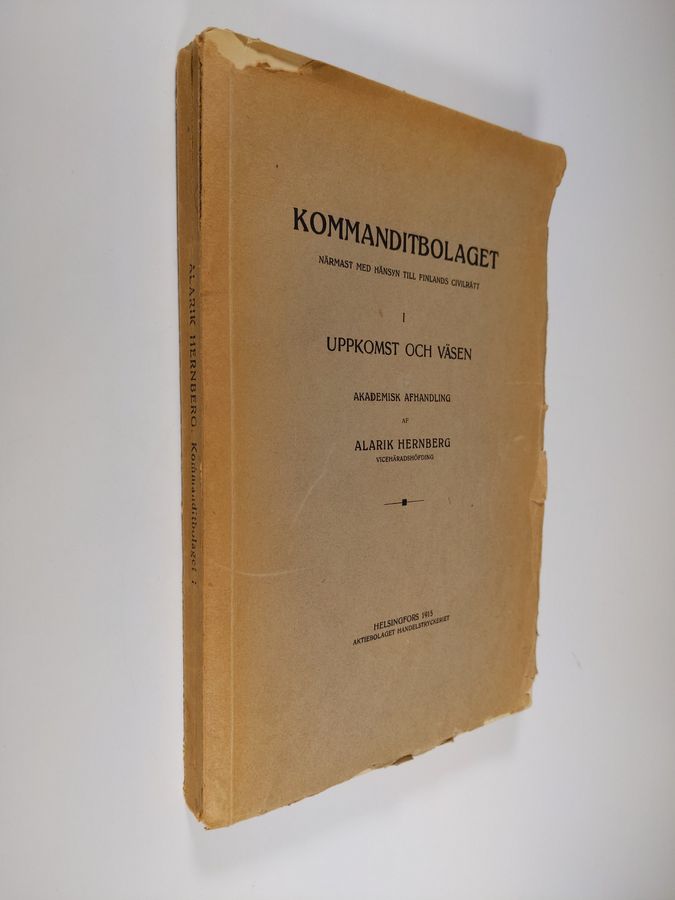 KOMMANDITBOLAGET
NÄRMAST MED HÄNSYN TILL FINLANDS CIVILRÄTT
I
UPPKOMST OCH VÄSEN
AKADEMISK AFHANDLING
AF
ALARIK HERNBERG
VICEHÄRADSHÖFDING
HELSINGFORS 1915
AKTIEBOLAGET HANDELSTRYCKERIET
ALARIK HERNBERG. Kommanditbolaget :